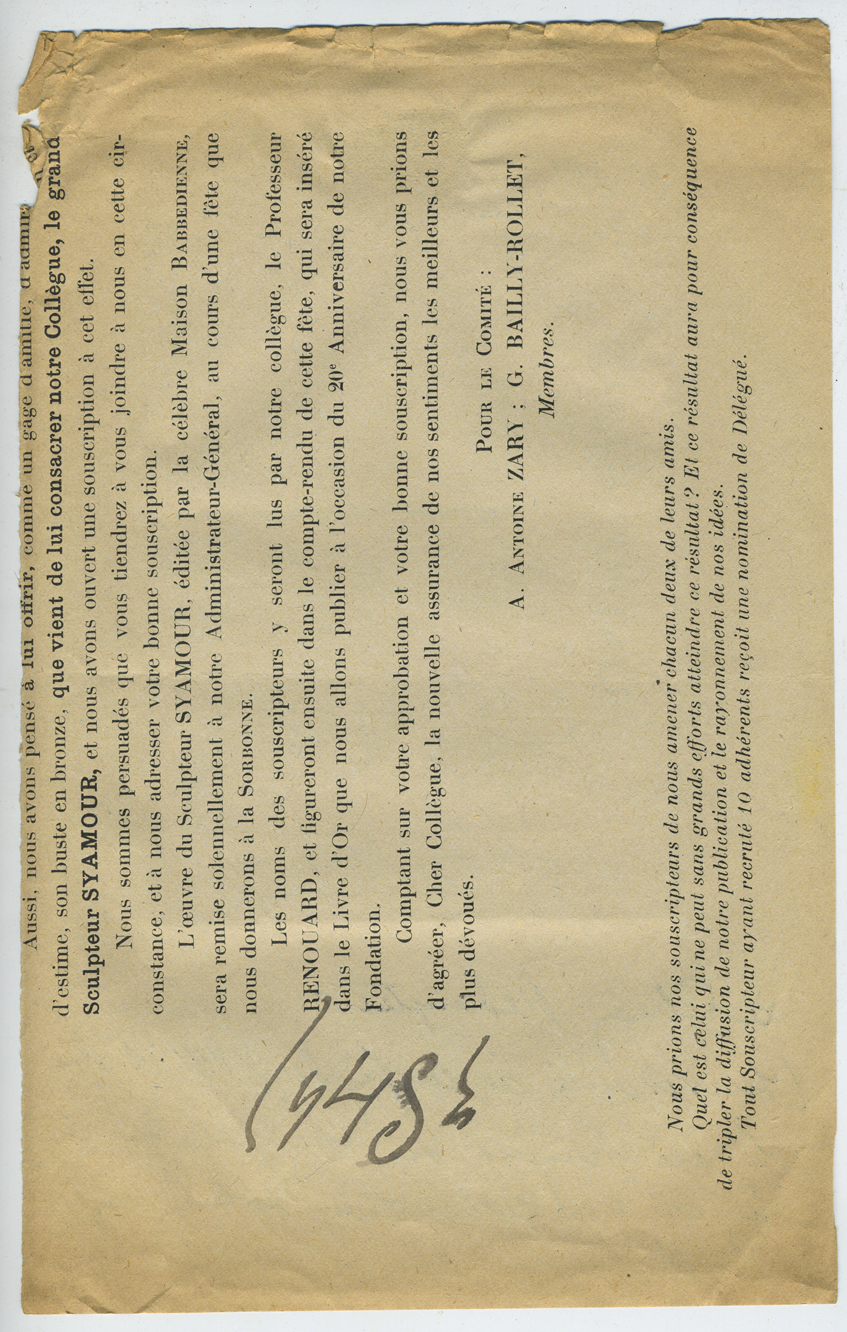 Aussi, nous avons pensé à lui offrir, comme un gage d'amitié, d'admira
d'estime, son buste en bronze, que vient de lui consacrer notre Collègue, le grand
Sculpteur SYAMOUR, et nous avons ouvert une souscription à cet effet.
Nous sommes persuadés que vous tiendrez à vous joindre à nous en cette cir-
constance, et à nous adresser votre bonne souscription.
L'œuvre du Sculpteur SYAMOUR, éditée par la célèbre Maison BABBEDIENNE,
sera remise solennellement à notre Administrateur-Général, au cours d'une fête que
nous donnerons à la SORBONNE.
Les noms des souscripteurs y seront lus par notre collègue, le Professeur
RENOUARD, et figureront ensuite dans le compte-rendu de cette fête, qui sera inséré
dans le Livre d'Or que nous allons publier à l'occasion du 20e Anniversaire de notre
Fondation.
Comptant sur votre approbation et votre bonne souscription, nous vous prions
d'agréer, Cher Collègue, la nouvelle assurance de nos sentiments les meilleurs et les
plus dévoués.
POUR LE COMITÉ :
A. ANTOINE ZARY ; G. BAILLY-ROLLET,
Membres.
Nous prions nos souscripteurs de nous amener chacun deux de leurs amis.
Quel est celui qui ne peut sans grands efforts atteindre ce résultat ? Et ce résultat aura pour conséquence
de tripler la diffusion de notre publication et le rayonnement de nos idées.
Tout Souscripteur ayant recruté 10 adhérents reçoit une nomination de Délégué.